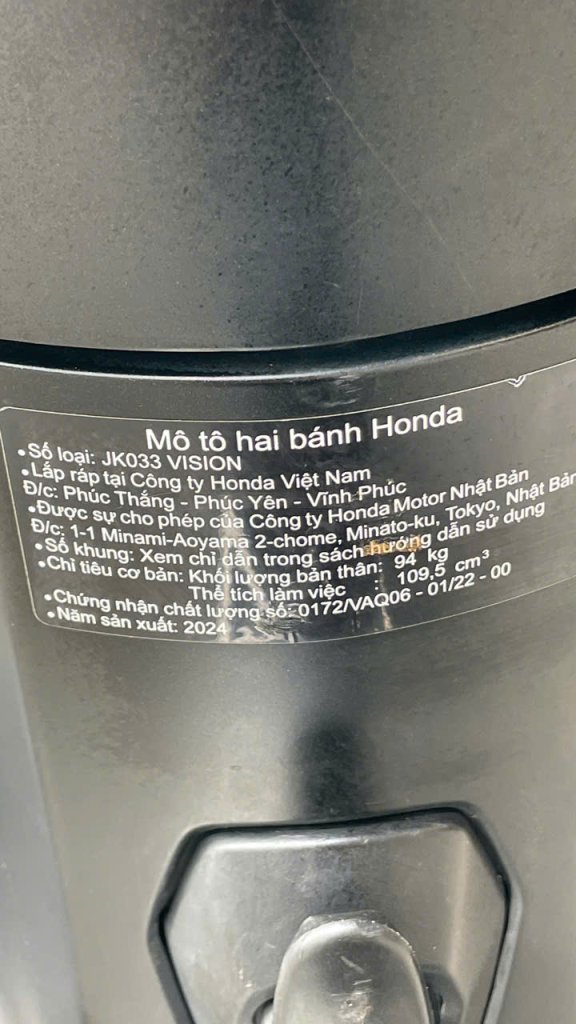 Mô tô hai bánh Honda
•Số loại: JK033 VISION
•Lắp ráp tại Công ty Honda Việt Nam
Đ/c: Phúc Thắng - Phúc Yên - Vĩnh Phúc
•Được sự cho phép của Công ty Honda Motor Nhật Bản
Đ/c: 1-1 Minami-Aoyama 2-chome, Minato-ku, Tokyo, Nhật Bản
•Số khung: Xem chỉ dẫn trong sách hướng dẫn sử dụng
•Chỉ tiêu cơ bản: Khối lượng bản thân: 94 kg
Thể tích làm việc : 109,5 cm³
•Chứng nhận chất lượng số: 0172/VAQ06 - 01/22 - 00
•Năm sản xuất: 2024